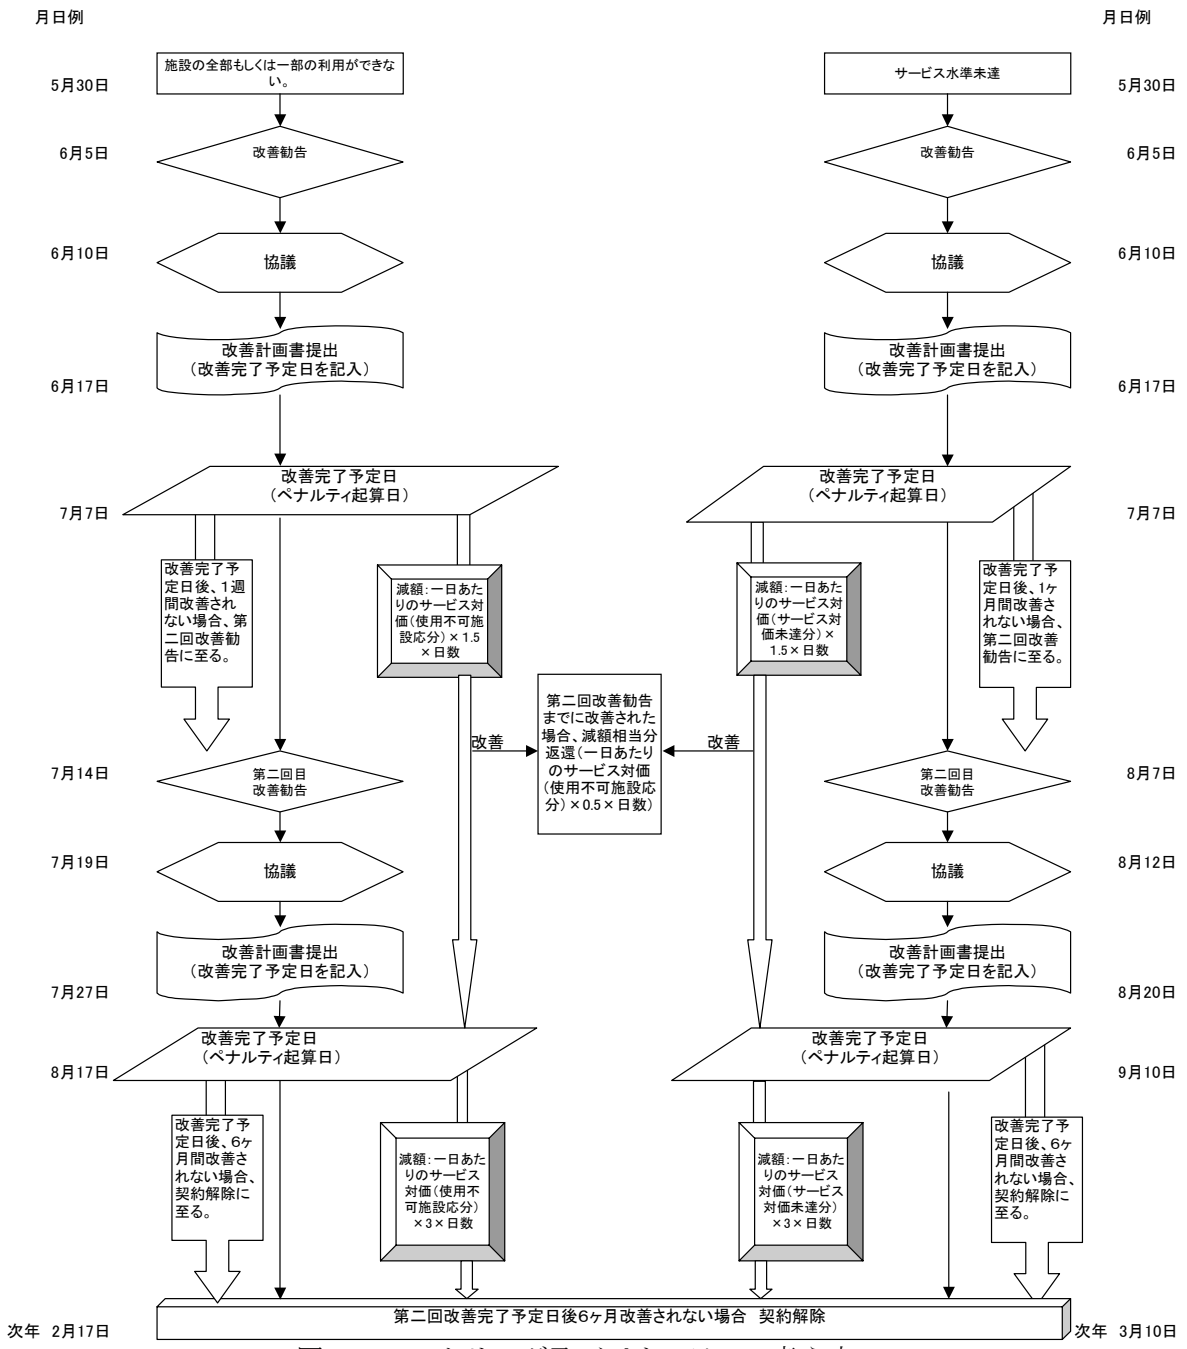 月日例
月日例
施設の全部もしくは一部の利用ができな
い。
サービス水準未達
5月30日
5月30日
改善勧告
改善勧告
6月5日
6月5日
協議
協議
6月10日
6月10日
改善計画書提出
(改善完了予定日を記入)
改善計画書提出
(改善完了予定日を記入)
6月17日
6月17日
改善完了予定日
(ペナルティ起算日)
改善完了予定日
(ペナルティ起算日)
7月7日
7月7日
改善完了予
定日後、1週
間改善され
ない場合、第
二回改善勧
告に至る。
減額:一日あた
りのサービス対
価(使用不可施
設応分)×1.5
×日数
減額:一日あた
りのサービス対
価(サービス対
価未達分)×
1.5×日数
改善完了予
定日後、1ヶ
月間改善さ
れない場合、
第二回改善
勧告に至る。
第二回改善勧告
までに改善された
場合、減額相当分
返還(一日あたり
のサービス対価
(使用不可施設応
分)×0.5×日数)
改善
改善
第二回目
改善勧告
第二回目
改善勧告
7月14日
8月7日
協議
協議
7月19日
8月12日
改善計画書提出
(改善完了予定日を記入)
改善計画書提出
(改善完了予定日を記入)
7月27日
8月20日
改善完了予定日
(ペナルティ起算日)
改善完了予定日
(ペナルティ起算日)
8月17日
9月10日
改善完了予
定日後、6ヶ
月間改善さ
れない場合、
契約解除に
至る。
減額:一日あた
りのサービス
対価(使用不
可施設応分)
×3×日数
減額:一日あた
りのサービス
対価(サービス
対価未達分)
×3×日数
改善完了予
定日後、6ヶ
月間改善さ
れない場合、
契約解除に
至る。
第二回改善完了予定日後6ヶ月改善されない場合 契約解除
次年 2月17日
次年 3月10日